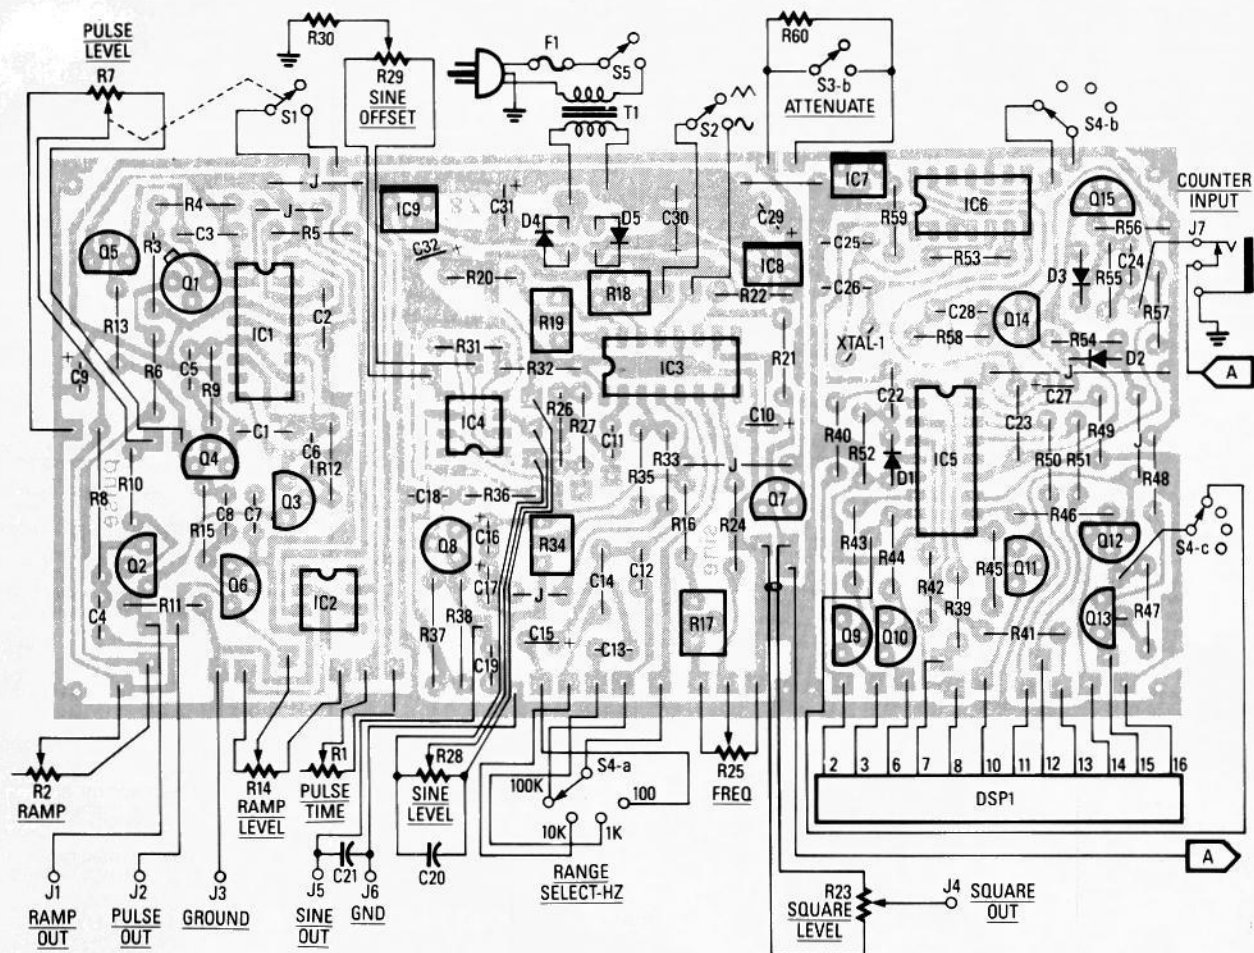 PULSE
LEVEL
R7
R30
R29
SINE
OFFSET
S1
F1
S5
T1
S2
R60
S3-b
ATTENUATE
S4-b
COUNTER
INPUT
J7
A
J
R4
C3
R5
R3
Q5
Q1
IC1
C2
R13
R6
C5
R9
C9
C1
C6
R12
Q4
Q3
R8
R10
R15
C8
C7
Q2
Q6
R11
C4
IC2
IC9
C31
+
C32
+
D4
D5
C30
+
C29
+
IC8
R20
R19
R18
R22
R31
R32
IC3
R21
IC4
R26
R27
C11
C10
+
R33
R35
J
C18
R36
Q8
C16
+
C17
+
R34
R16
R24
Q7
C14
C12
J
R37
R38
C19
C15
+
C13
R17
IC7
R59
IC6
Q15
R56
C25
R53
C26
D3
R55
C24
R57
C28
R58
Q14
R54
D2
XTAL-1
J
C22
C27
+
C23
R49
R40
R52
D1
IC5
R50
R51
J
R48
R43
R44
R46
Q12
S4-c
R42
R39
R45
Q11
Q13
R47
Q9
Q10
R41
R2
RAMP
R14
RAMP
LEVEL
R1
PULSE
TIME
R28
SINE
LEVEL
S4-a
100K
100
10K
1K
RANGE
SELECT-HZ
R25
FREQ
2 3 6 7 8 10 11 12 13 14 15 16
DSP1
A
J1
RAMP
OUT
J2
PULSE
OUT
J3
GROUND
J5
SINE
OUT
C21
J6
GND
C20
R23
SQUARE
LEVEL
J4
SQUARE
OUT